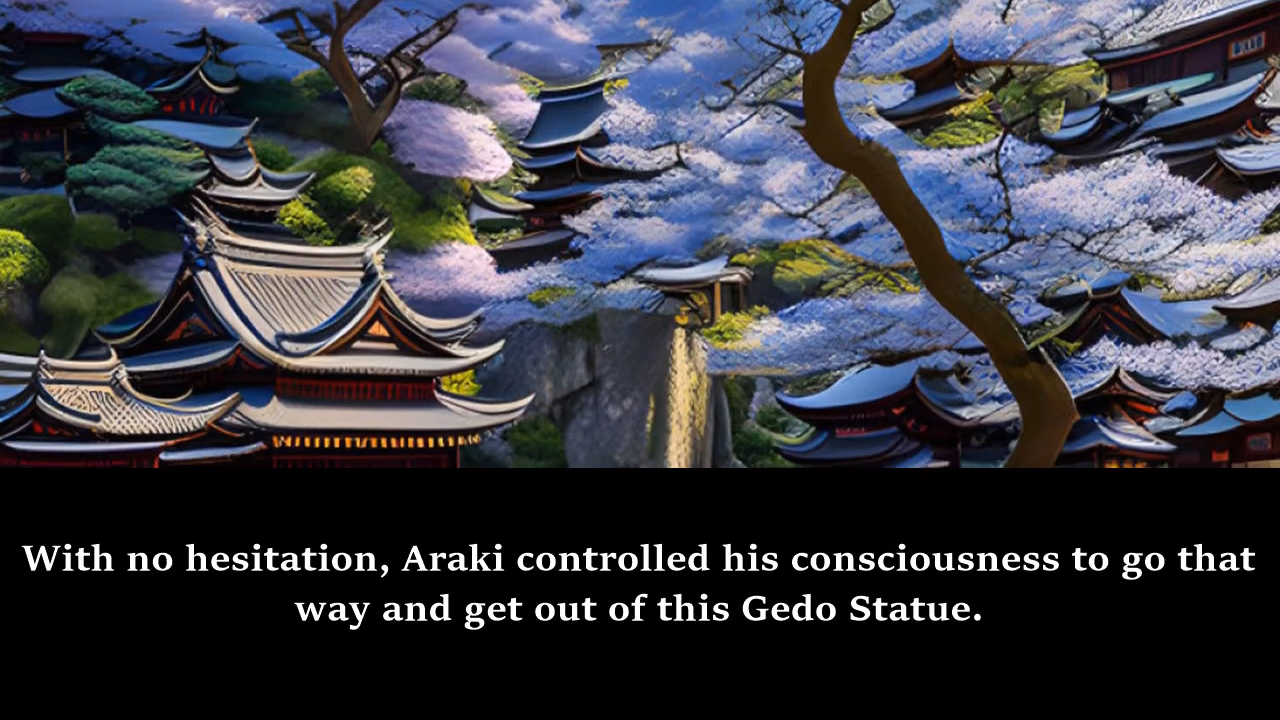 With no hesitation, Araki controlled his consciousness to go that
way and get out of this Gedo Statue.